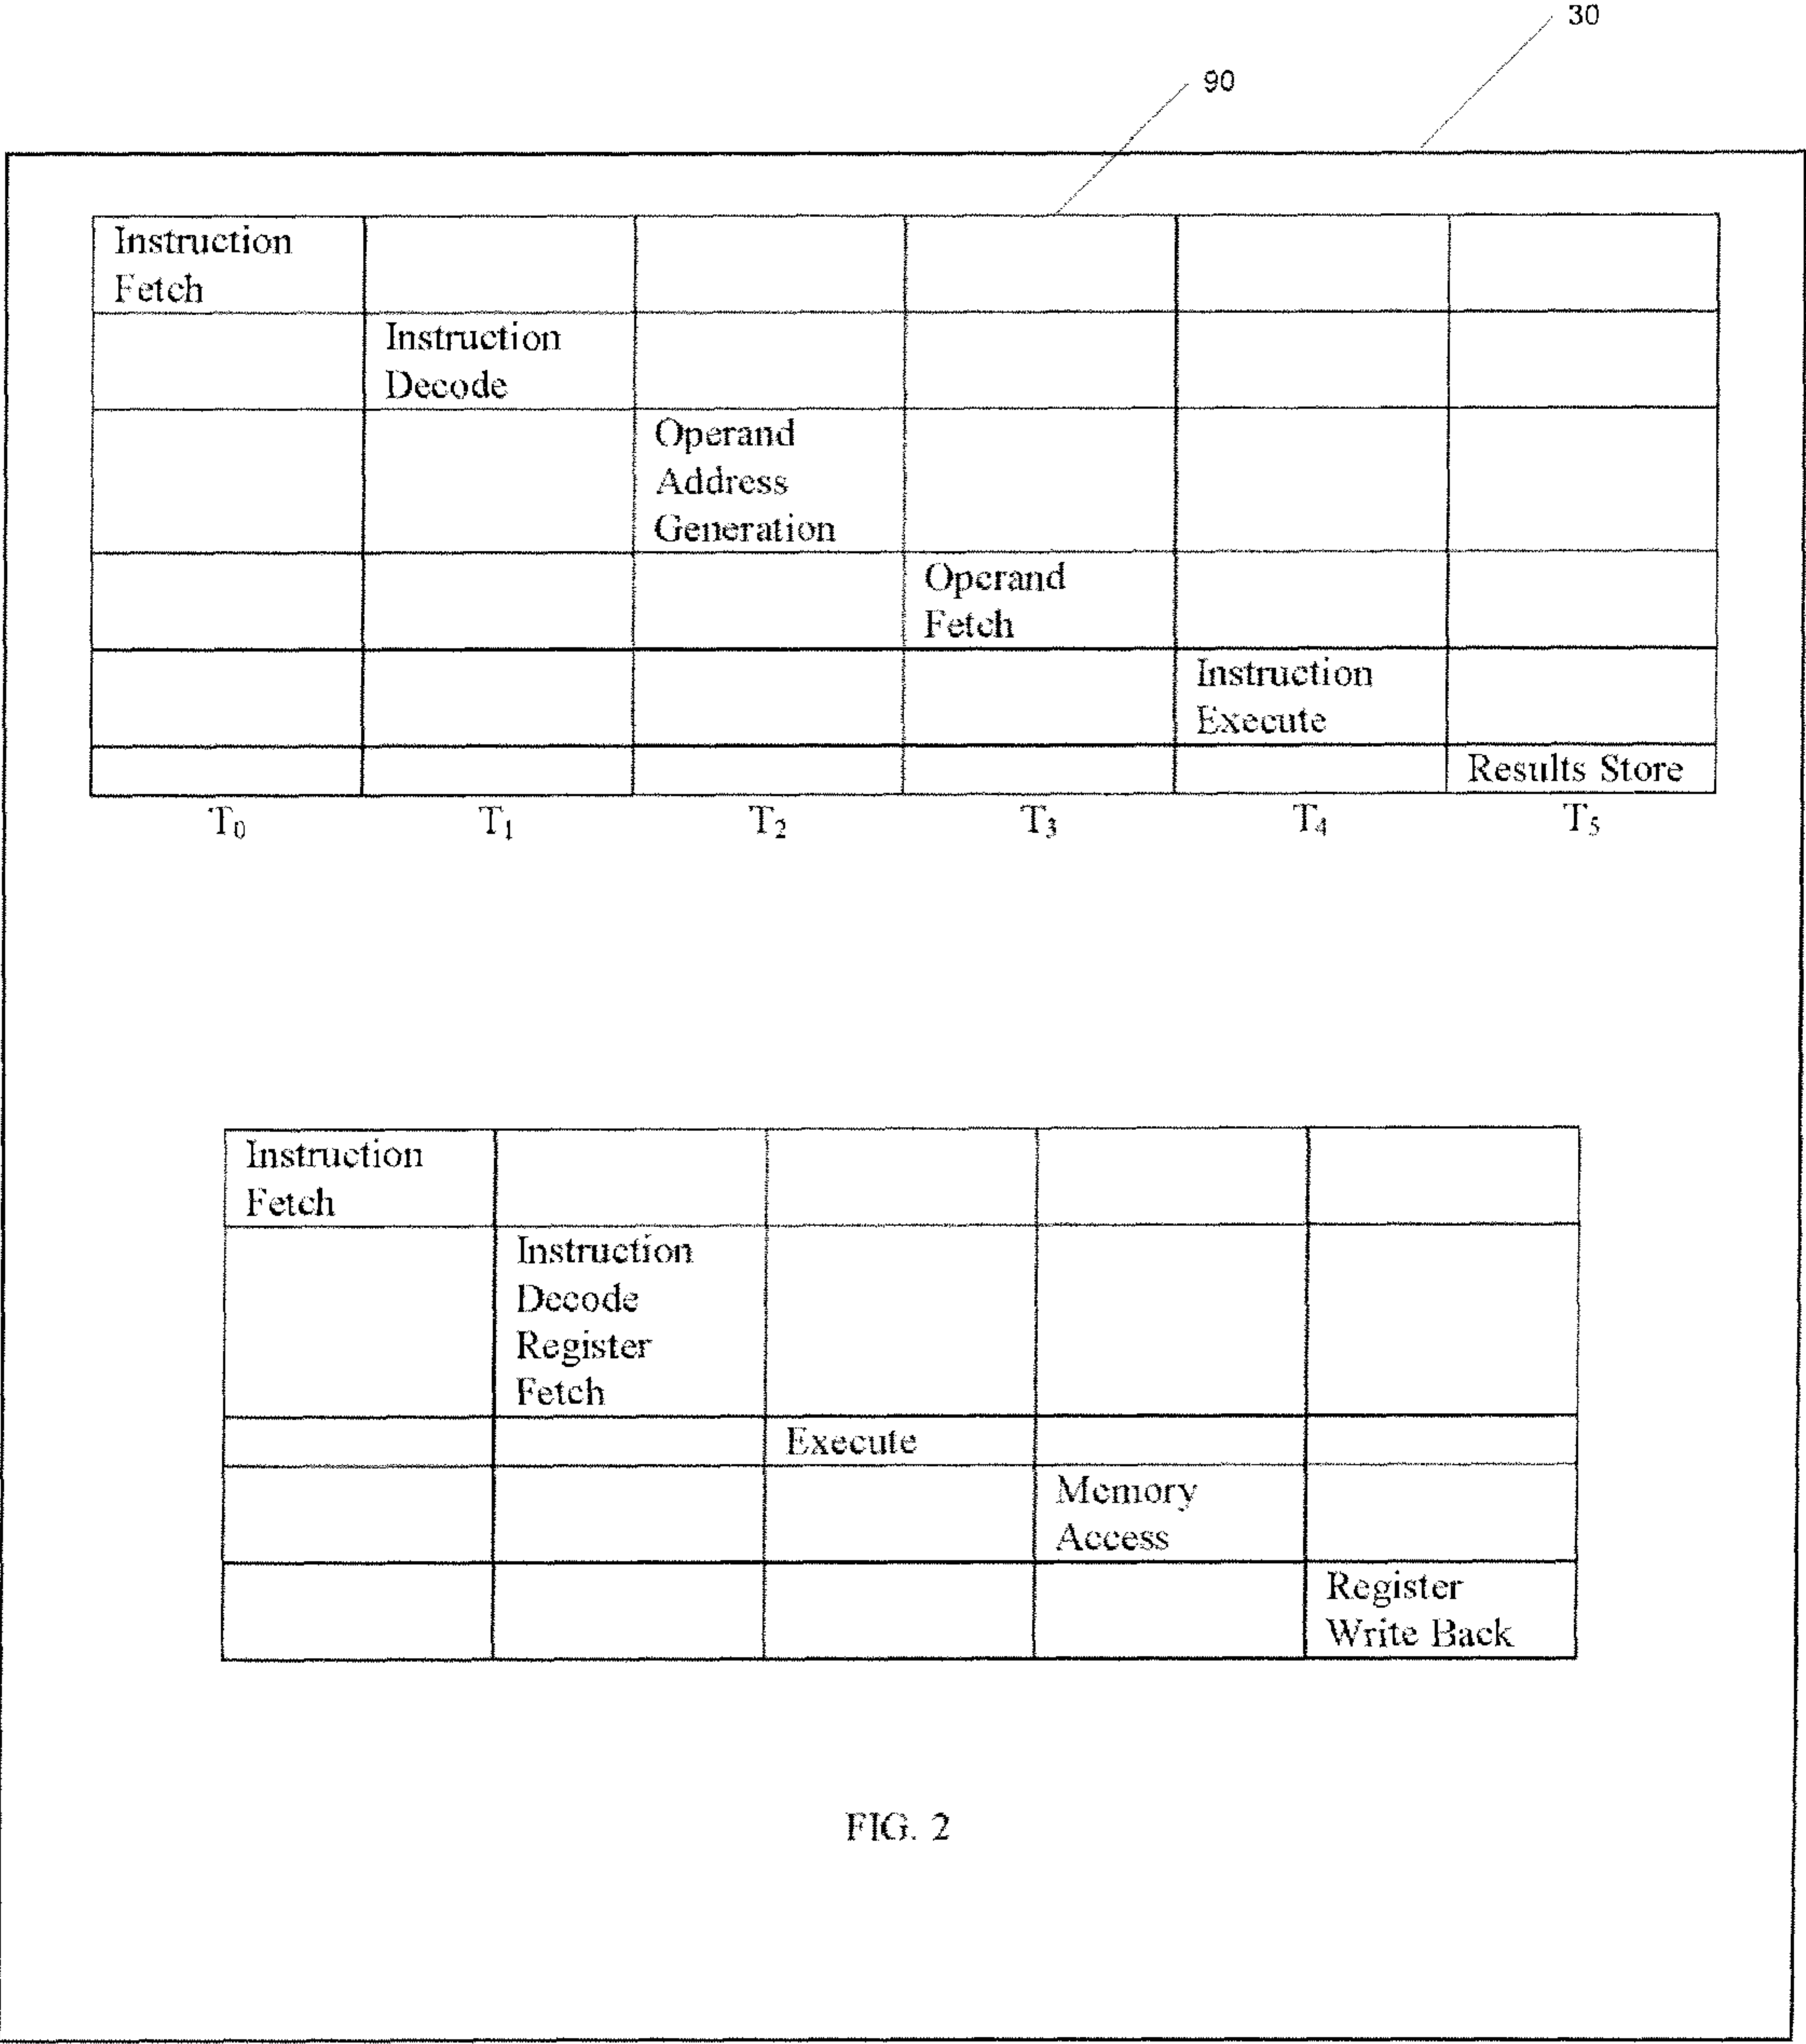 30
90
Instruction
Fetch
Instruction
Decode
Operand
Address
Generation
Operand
Fetch
Instruction
Execute
Results Store
T0 T1 T2 T3 T4 T5
Instruction
Fetch
Instruction
Decode
Register
Fetch
Execute
Memory
Access
Register
Write Back
FIG. 2